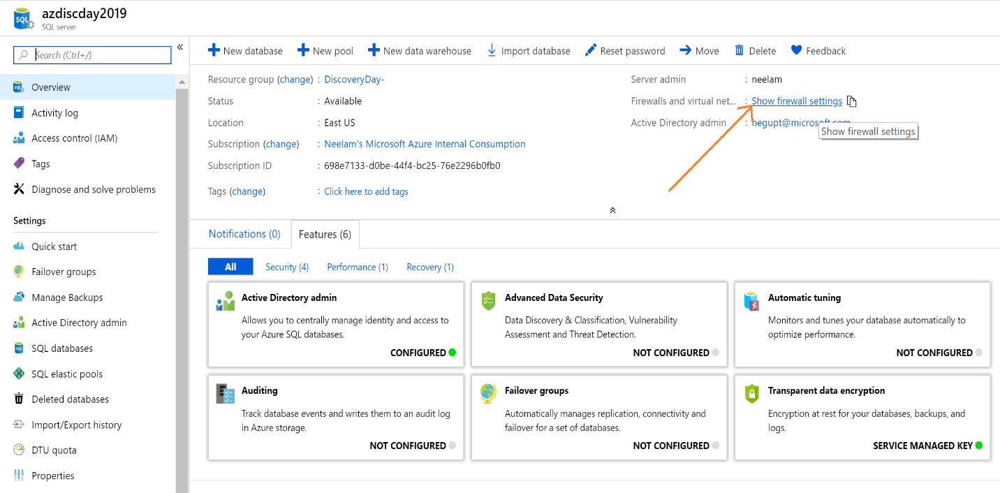 azdiscday2019
SQL server
Search (Ctrl+/)
«
Overview
Activity log
Access control (IAM)
Tags
Diagnose and solve problems
Settings
Quick start
Failover groups
Manage Backups
Active Directory admin
SQL databases
SQL elastic pools
Deleted databases
Import/Export history
DTU quota
Properties
New database New pool New data warehouse Import database Reset password Move Delete Feedback
Resource group (change) : DiscoveryDay-
Status : Available
Location : East US
Subscription (change) : Neelam's Microsoft Azure Internal Consumption
Subscription ID : 698e7133-d0be-44f4-bc25-76e2296b0fb0
Tags (change) : Click here to add tags
Server admin : neelam
Firewalls and virtual net... : Show firewall settings
Active Directory admin : negupt@microsoft.com
Show firewall settings
Notifications (0) Features (6)
All Security (4) Performance (1) Recovery (1)
Active Directory admin
Allows you to centrally manage identity and access to
your Azure SQL databases.
CONFIGURED
Advanced Data Security
Data Discovery & Classification, Vulnerability
Assessment and Threat Detection.
NOT CONFIGURED
Automatic tuning
Monitors and tunes your database automatically to
optimize performance.
NOT CONFIGURED
Auditing
Track database events and writes them to an audit log
in Azure storage.
NOT CONFIGURED
Failover groups
Automatically manages replication, connectivity and
failover for a set of databases.
NOT CONFIGURED
Transparent data encryption
Encryption at rest for your databases, backups, and
logs.
SERVICE MANAGED KEY